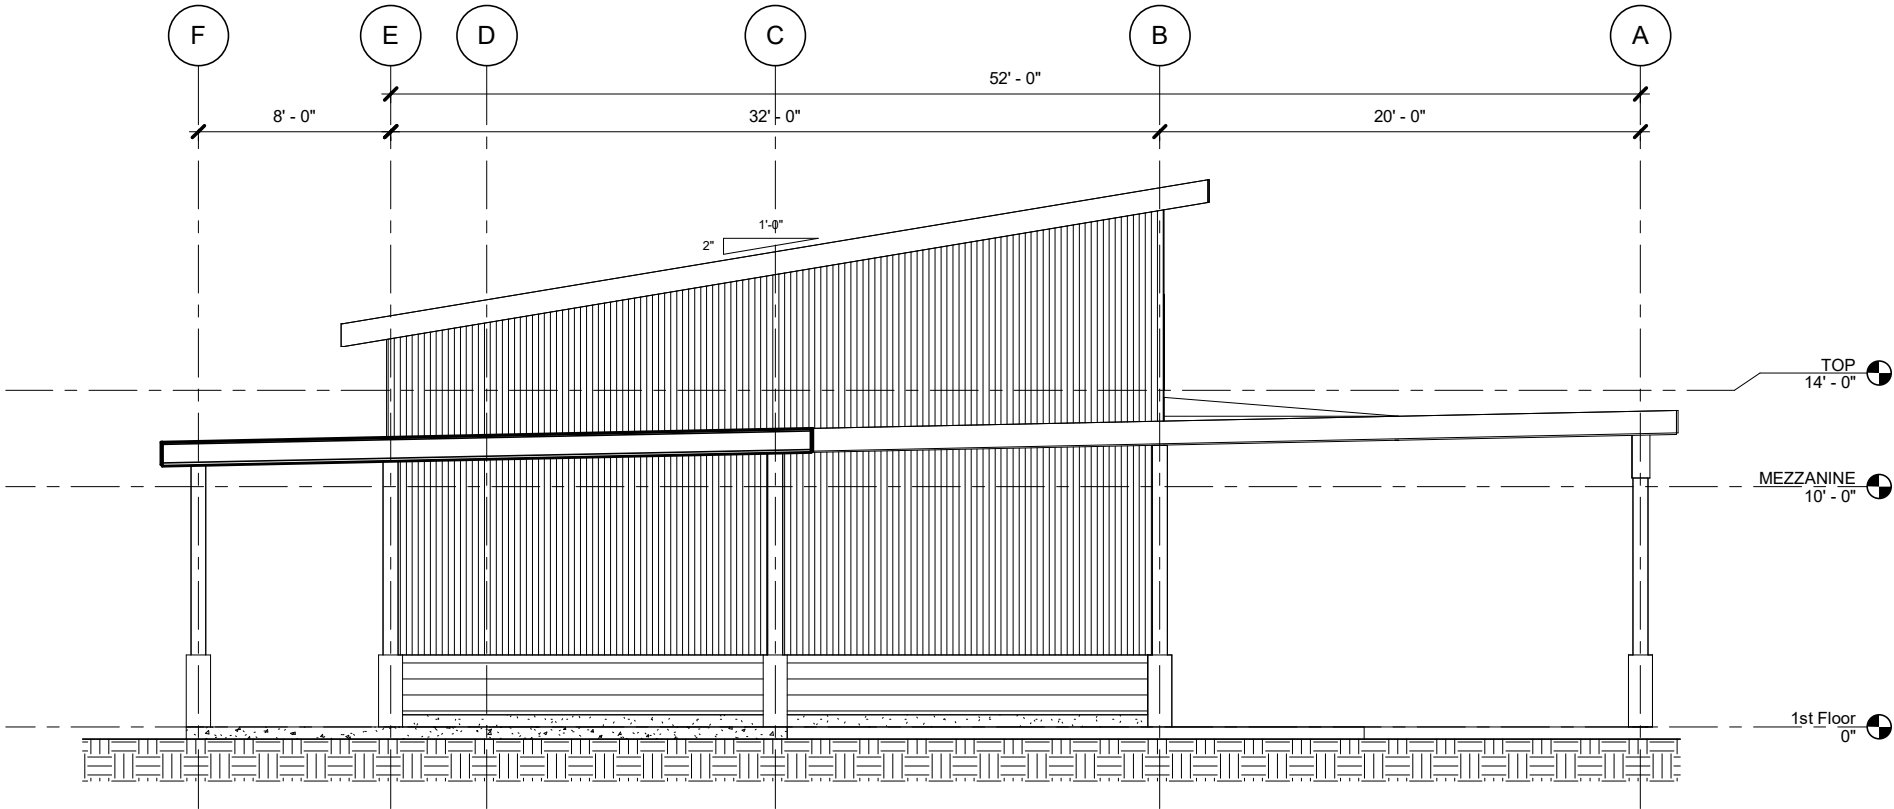 F
E
D
C
B
A
52' - 0"
8' - 0"
32' - 0"
20' - 0"
1'-0"
2"
TOP
14' - 0"
MEZZANINE
10' - 0"
1st Floor
0"